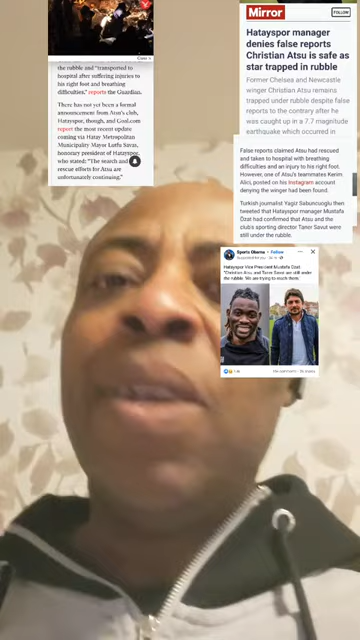 the rubble and "transported to
hospital after suffering injuries to
his right foot and breathing
difficulties," reports the Guardian.
There has not yet been a formal
announcement from Atsu's club,
Hatayspor, though, and Goal.com
report the most recent update
coming via Hatay Metropolitan
Municipality Mayor Lutfu Savas,
honorary president of Hatayspor,
who stated: "The search and
rescue efforts for Atsu are
unfortunately continuing."
Mirror
FOLLOW
Hatayspor manager
denies false reports
Christian Atsu is safe as
star trapped in rubble
Former Chelsea and Newcastle
winger Christian Atsu remains
trapped under rubble despite false
reports to the contrary after he
was caught up in a 7.7 magnitude
earthquake which occurred in
False reports claimed Atsu had been
rescued and taken to hospital with breathing
difficulties and an injury to his right foot.
However, one of Atsu's teammates Kerim
Alici, posted on his Instagram account
denying the winger had been found.
Turkish journalist Yagiz Sabuncuoglu then
tweeted that Hatayspor manager Mustafa
Özat had confirmed that Atsu and the
club's sporting director Taner Savut were
still under the rubble.
Follow
Hatayspor Vice President Mustafa Özat:
"Christian Atsu and Taner Savut are still under
the rubble. We are trying to reach them.